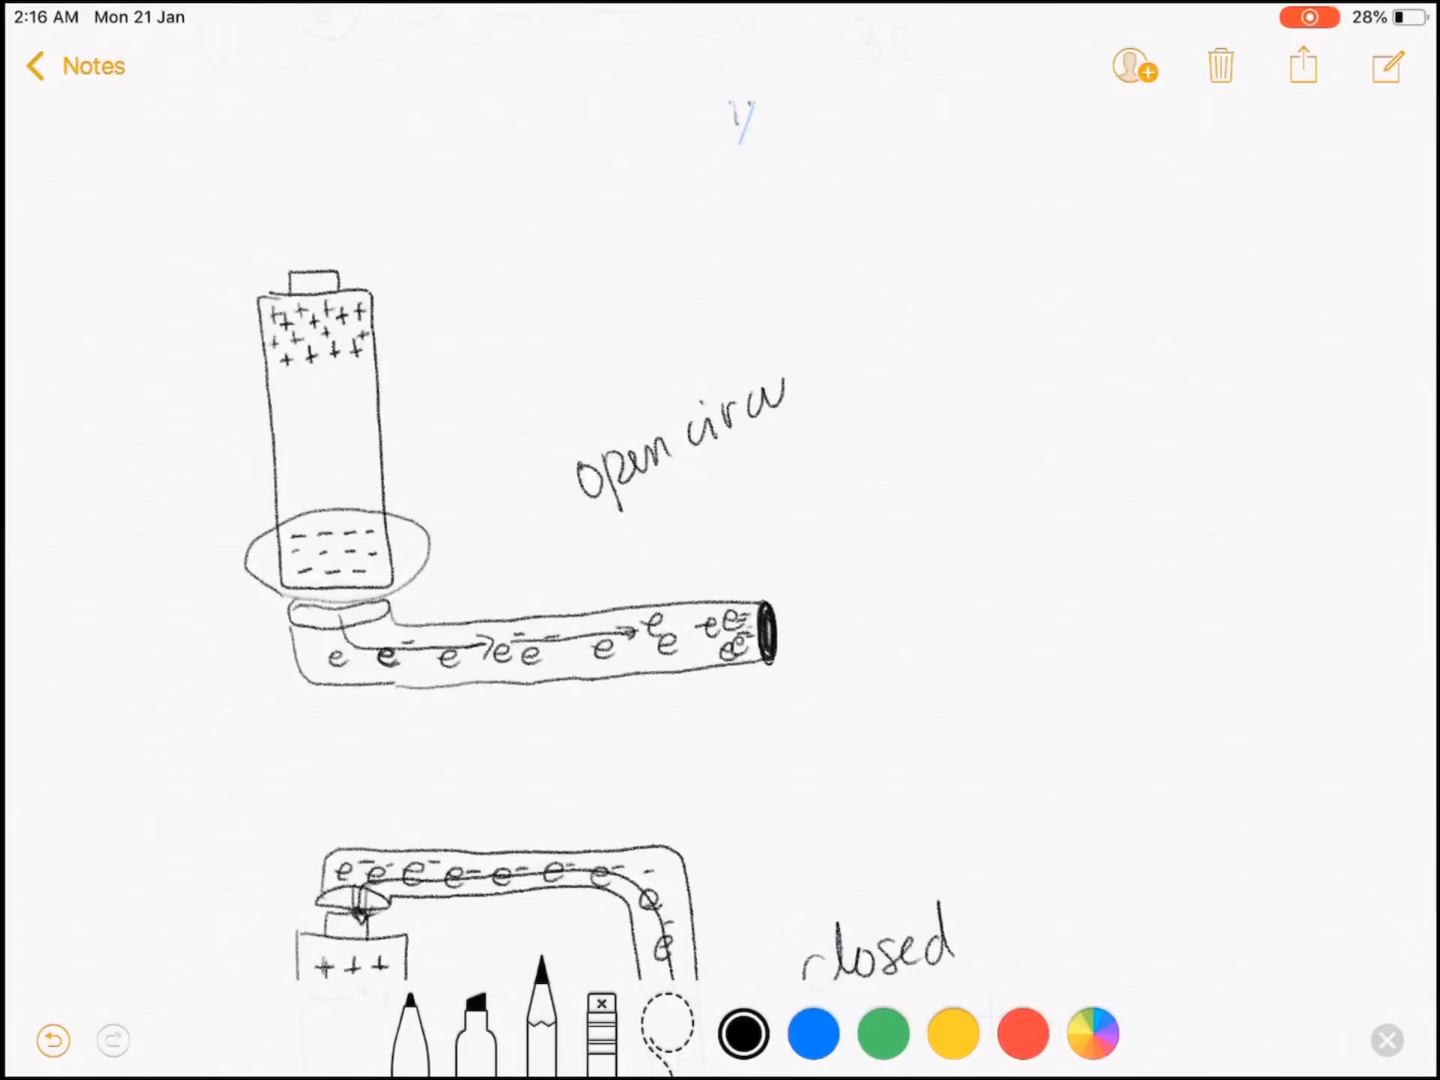 2:16 AM Mon 21 Jan
28%
Notes
+ + + + + +
+ + + +
+ + + +
open circu
- - - -
- - - -
- - -
e e⁻ e e⁻ e e e e e e⁻ e e⁻
e⁻ e⁻ e⁻ e⁻ e⁻ e⁻ e⁻ e⁻
e⁻
closed
+ + +